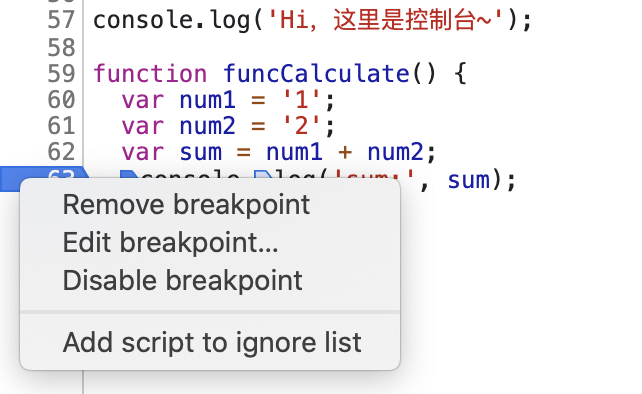 57 console.log('Hi，这里是控制台~');
58
59 function funcCalculate() {
60 var num1 = '1';
61 var num2 = '2';
62 var sum = num1 + num2;
63 console.log('sum:', sum);
Remove breakpoint
Edit breakpoint...
Disable breakpoint
Add script to ignore list